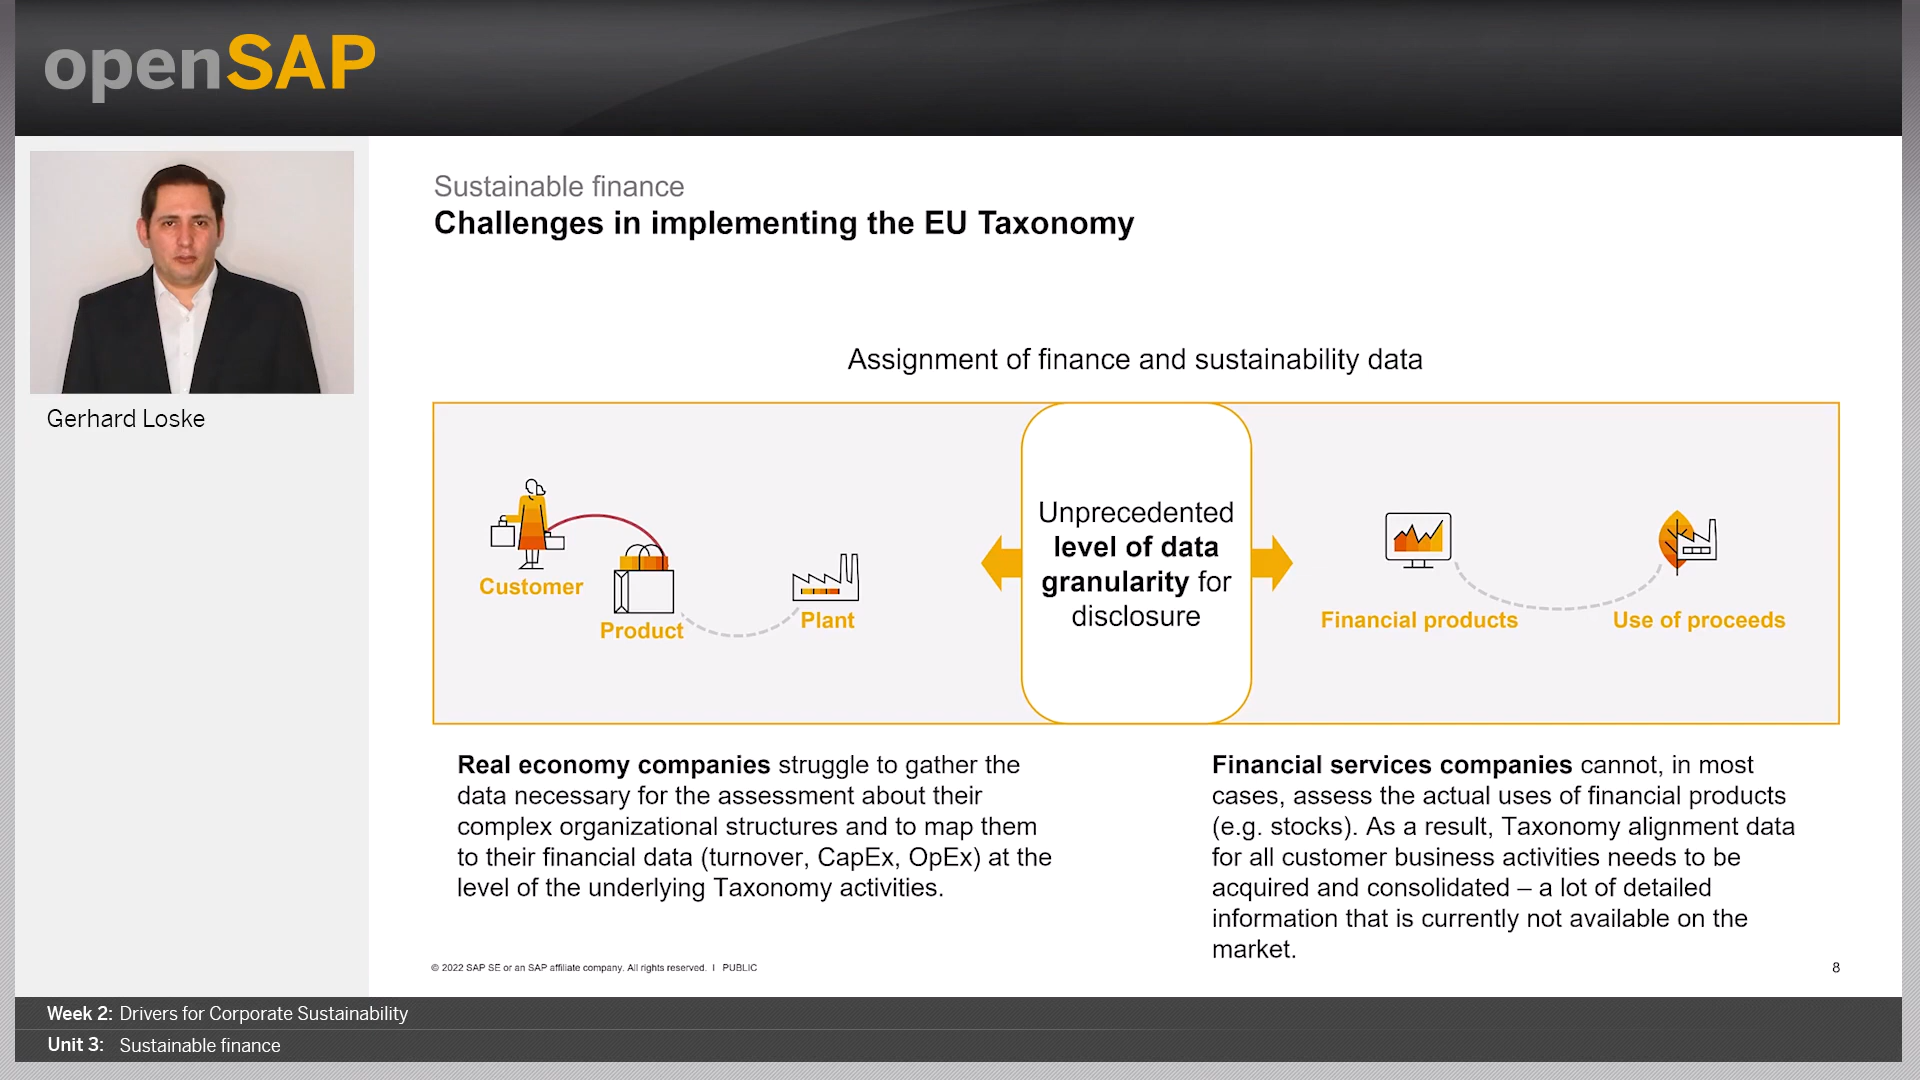 openSAP
Gerhard Loske
Sustainable finance
Challenges in implementing the EU Taxonomy
Assignment of finance and sustainability data
Customer
Product
Plant
Unprecedented
level of data
granularity for
disclosure
Financial products
Use of proceeds
Real economy companies struggle to gather the
data necessary for the assessment about their
complex organizational structures and to map them
to their financial data (turnover, CapEx, OpEx) at the
level of the underlying Taxonomy activities.
Financial services companies cannot, in most
cases, assess the actual uses of financial products
(e.g. stocks). As a result, Taxonomy alignment data
for all customer business activities needs to be
acquired and consolidated – a lot of detailed
information that is currently not available on the
market.
© 2022 SAP SE or an SAP affiliate company. All rights reserved. I PUBLIC
8
Week 2: Drivers for Corporate Sustainability
Unit 3: Sustainable finance